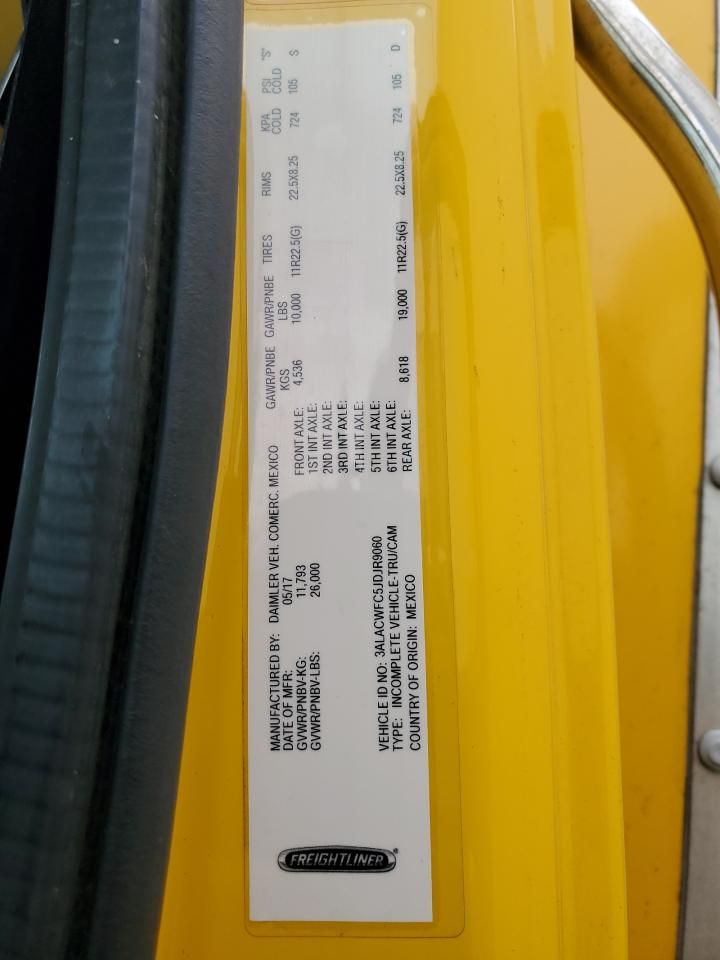 FREIGHTLINER®
MANUFACTURED BY: DAIMLER VEH. COMERC. MEXICO
DATE OF MFR: 05/17
GVWR/PNBV-KG: 11,793
GVWR/PNBV-LBS: 26,000
VEHICLE ID NO: 3ALACWFC5JDJR9060
TYPE: INCOMPLETE VEHICLE-TRU/CAM
COUNTRY OF ORIGIN: MEXICO
GAWR/PNBE GAWR/PNBE TIRES RIMS KPA PSI "S"
KGS LBS COLD COLD
FRONT AXLE: 4,536 10,000 11R22.5(G) 22.5X8.25 724 105 S
1ST INT AXLE:
2ND INT AXLE:
3RD INT AXLE:
4TH INT AXLE:
5TH INT AXLE:
6TH INT AXLE:
REAR AXLE: 8,618 19,000 11R22.5(G) 22.5X8.25 724 105 D